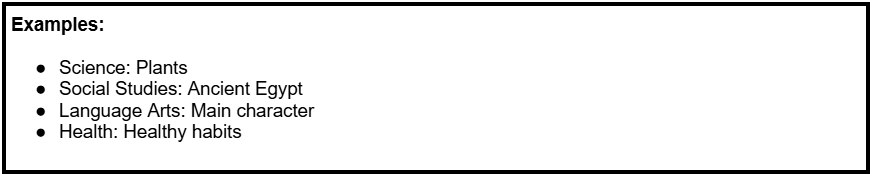 Examples:
● Science: Plants
● Social Studies: Ancient Egypt
● Language Arts: Main character
● Health: Healthy habits